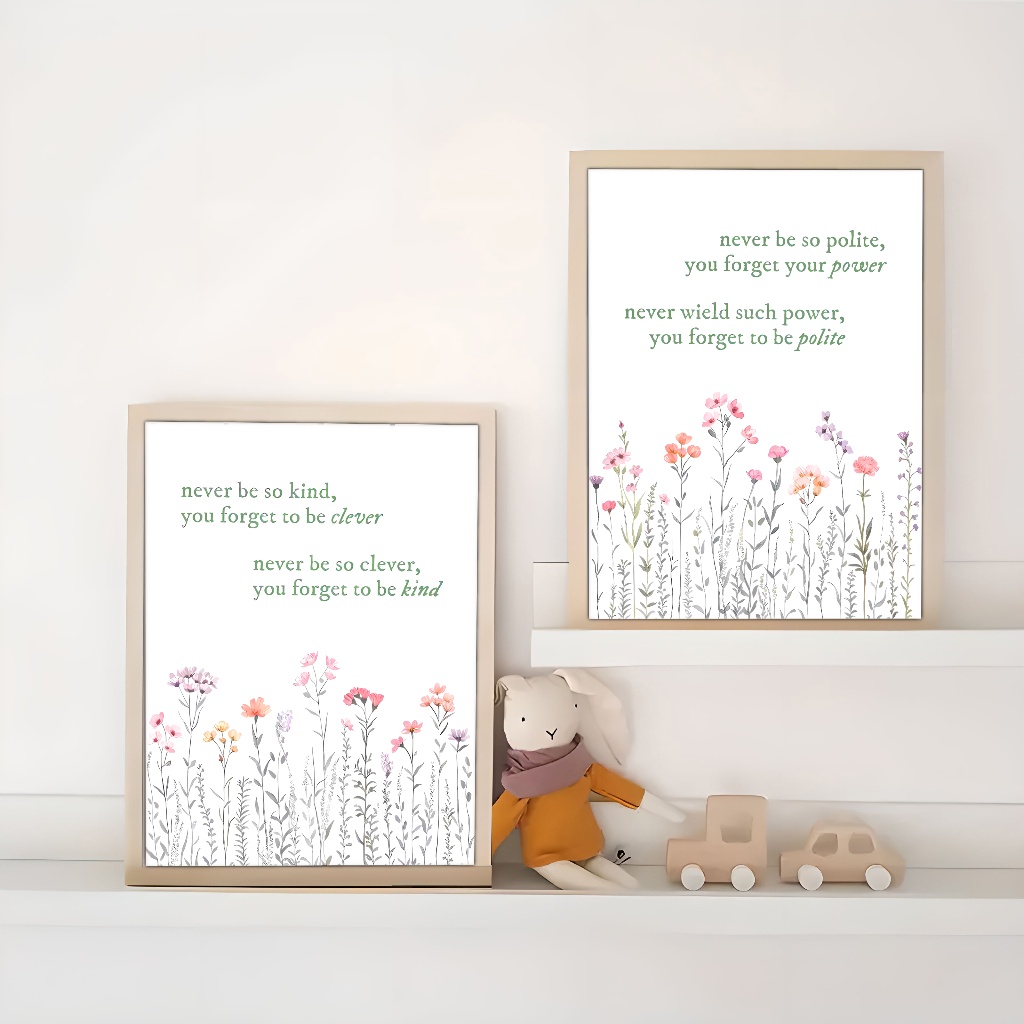 never be so kind,
you forget to be clever
never be so clever,
you forget to be kind
never be so polite,
you forget your power
never wield such power,
you forget to be polite